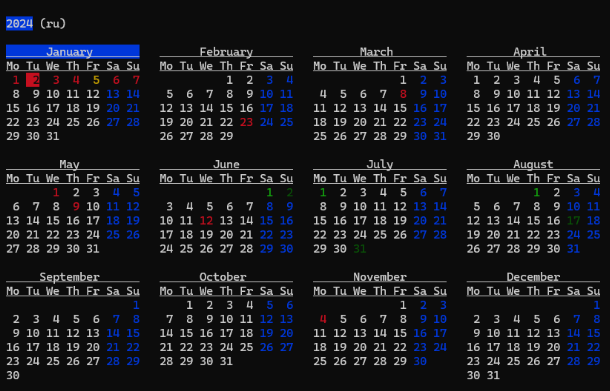 2024 (ru)
January February March April
Mo Tu We Th Fr Sa Su Mo Tu We Th Fr Sa Su Mo Tu We Th Fr Sa Su Mo Tu We Th Fr Sa Su
1 2 3 4 5 6 7 1 2 3 4 1 2 3 1 2 3 4 5 6 7
8 9 10 11 12 13 14 5 6 7 8 9 10 11 4 5 6 7 8 9 10 8 9 10 11 12 13 14
15 16 17 18 19 20 21 12 13 14 15 16 17 18 11 12 13 14 15 16 17 15 16 17 18 19 20 21
22 23 24 25 26 27 28 19 20 21 22 23 24 25 18 19 20 21 22 23 24 22 23 24 25 26 27 28
29 30 31 26 27 28 29 25 26 27 28 29 30 31 29 30
May June July August
Mo Tu We Th Fr Sa Su Mo Tu We Th Fr Sa Su Mo Tu We Th Fr Sa Su Mo Tu We Th Fr Sa Su
1 2 3 4 5 1 2 1 2 3 4 5 6 7 1 2 3 4
6 7 8 9 10 11 12 3 4 5 6 7 8 9 8 9 10 11 12 13 14 5 6 7 8 9 10 11
13 14 15 16 17 18 19 10 11 12 13 14 15 16 15 16 17 18 19 20 21 12 13 14 15 16 17 18
20 21 22 23 24 25 26 17 18 19 20 21 22 23 22 23 24 25 26 27 28 19 20 21 22 23 24 25
27 28 29 30 31 24 25 26 27 28 29 30 29 30 31 26 27 28 29 30 31
September October November December
Mo Tu We Th Fr Sa Su Mo Tu We Th Fr Sa Su Mo Tu We Th Fr Sa Su Mo Tu We Th Fr Sa Su
1 1 2 3 4 5 6 1 2 3 1
2 3 4 5 6 7 8 7 8 9 10 11 12 13 4 5 6 7 8 9 10 2 3 4 5 6 7 8
9 10 11 12 13 14 15 14 15 16 17 18 19 20 11 12 13 14 15 16 17 9 10 11 12 13 14 15
16 17 18 19 20 21 22 21 22 23 24 25 26 27 18 19 20 21 22 23 24 16 17 18 19 20 21 22
23 24 25 26 27 28 29 28 29 30 31 25 26 27 28 29 30 23 24 25 26 27 28 29
30 30 31